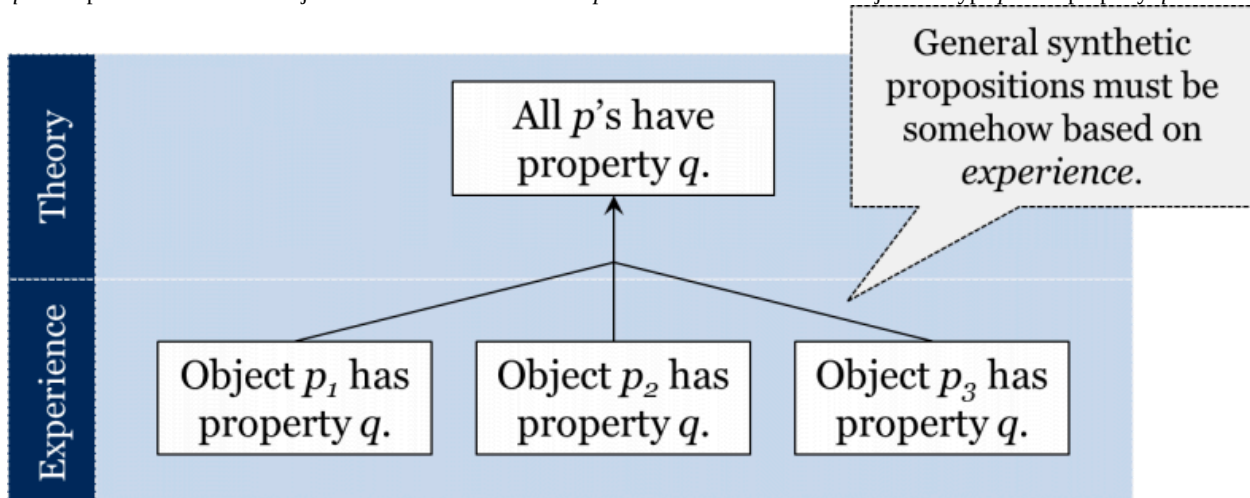 General synthetic
propositions must be
somehow based on
experience.
Theory
All p's have
property q.
Experience
Object p₁ has
property q.
Object p₂ has
property q.
Object p₃ has
property q.